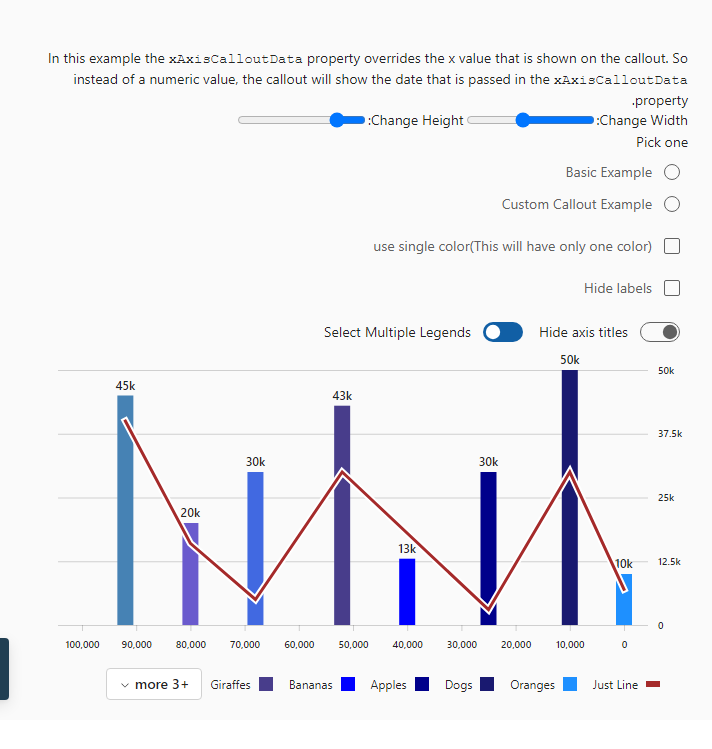 In this example the xAxisCalloutData property overrides the x value that is shown on the callout. So
instead of a numeric value, the callout will show the date that is passed in the xAxisCalloutData
.property
:Change Width :Change Height
Pick one
Basic Example
Custom Callout Example
use single color(This will have only one color)
Hide labels
Select Multiple Legends Hide axis titles
50k
50k
45k
43k
37.5k
30k
30k
25k
20k
13k
12.5k
10k
0
100,000 90,000 80,000 70,000 60,000 50,000 40,000 30,000 20,000 10,000 0
more 3+ Giraffes Bananas Apples Dogs Oranges Just Line